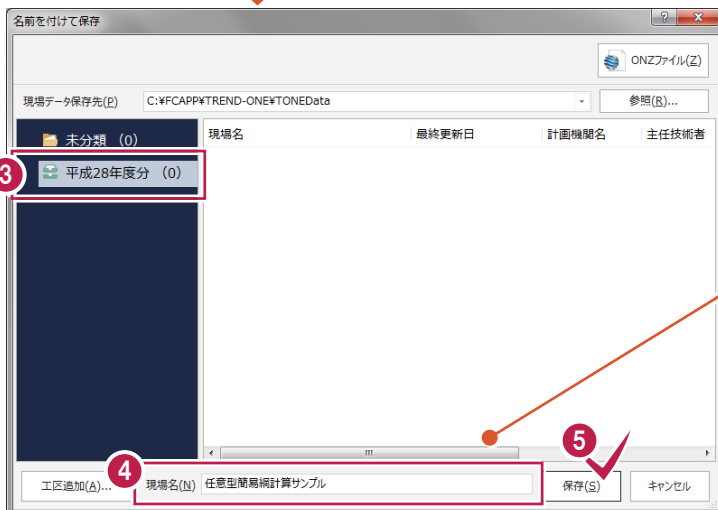 名前を付けて保存
ONZファイル(Z)
現場データ保存先(P) C:¥FCAPP¥TREND-ONE¥TONEData 参照(R)...
未分類 (0) 現場名 最終更新日 計画機関名 主任技術者
3 平成28年度分 (0)
5
4
工区追加(A)... 現場名(N) 任意型簡易網計算サンプル 保存(S) キャンセル